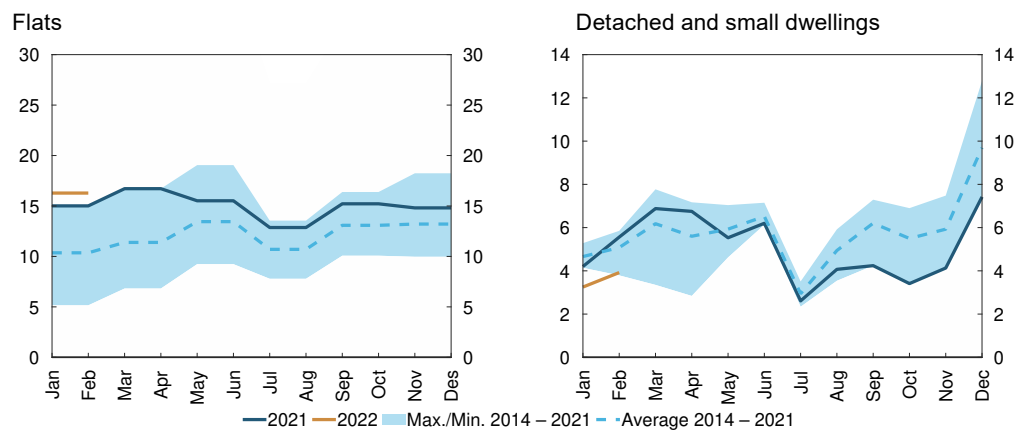 Flats
Detached and small dwellings
30 30 14 14
12 12
25 25
10 10
20 20
8 8
15 15
6 6
10 10
4 4
5 5
2 2
0 0 0 0
Jan Feb Mar Apr May Jun Jul Aug Sep Oct Nov Des Jan Feb Mar Apr May Jun Jul Aug Sep Oct Nov Dec
2021 2022 Max./Min. 2014 – 2021 Average 2014 – 2021